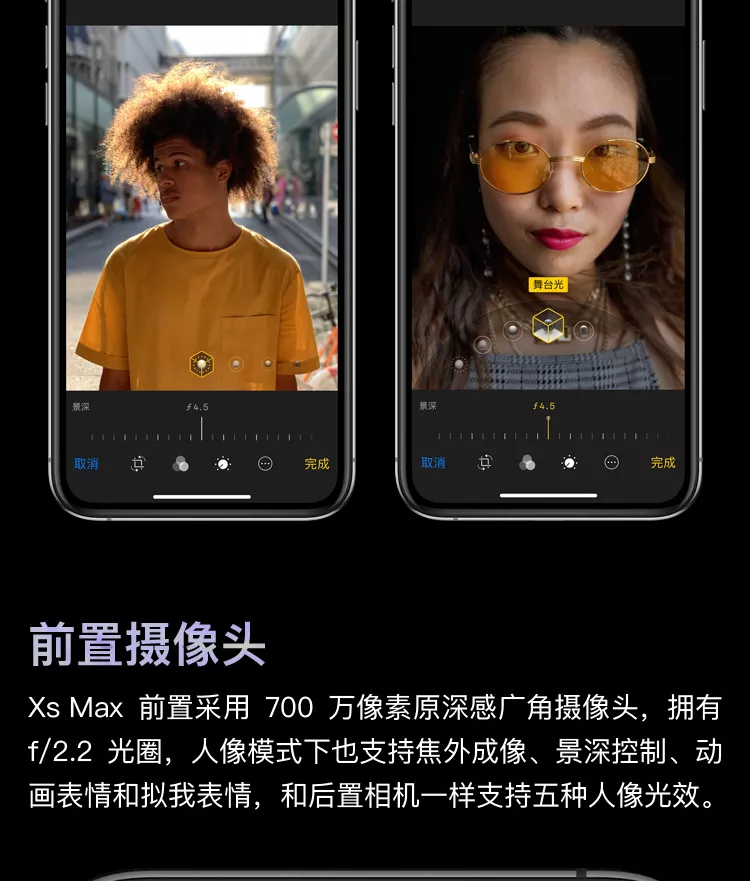 舞台光
景深
ƒ4.5
景深
ƒ4.5
取消
完成
取消
完成
前置摄像头
Xs Max 前置采用 700 万像素原深感广角摄像头，拥有
f/2.2 光圈，人像模式下也支持焦外成像、景深控制、动
画表情和拟我表情，和后置相机一样支持五种人像光效。